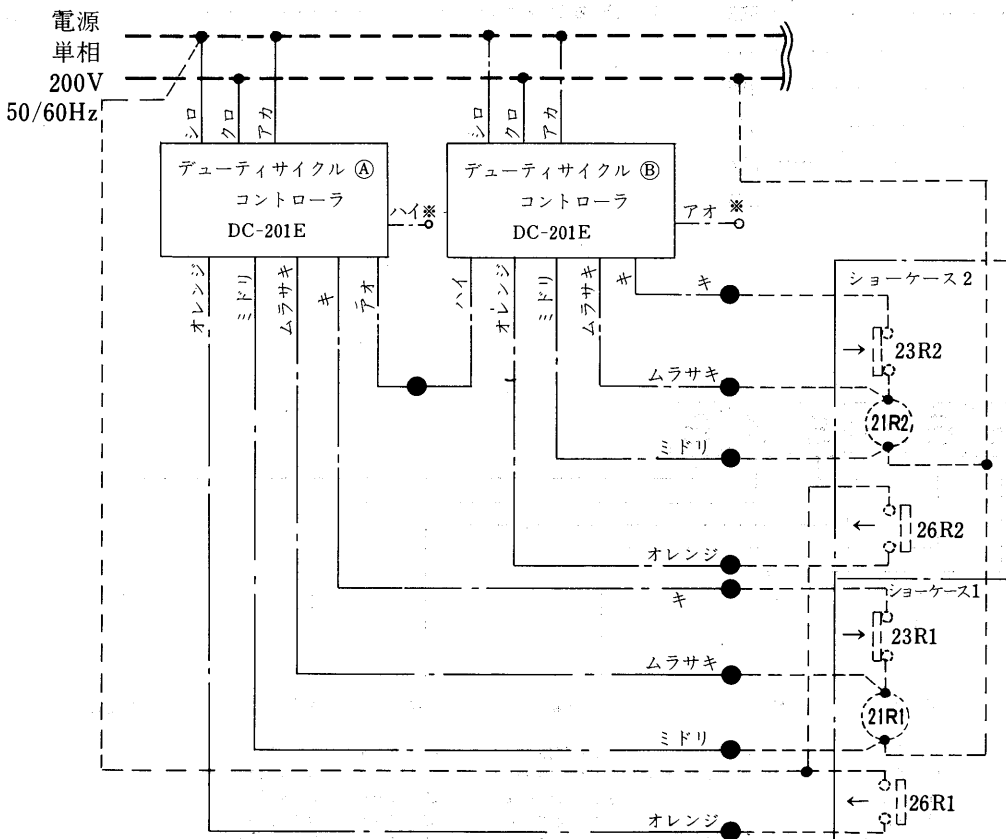 電源
単相
200V
50/60Hz
シロ
クロ
アカ
シロ
クロ
アカ
デューティサイクル Ⓐ
コントローラ
DC-201E
デューティサイクル Ⓑ
コントローラ
DC-201E
ハイ※
アオ ※
オレンジ
ミドリ
ムラサキ
キ
アオ
ハイ
オレンジ
ミドリ
ムラサキ
キ
キ
ショーケース2
→ 23R2
ムラサキ
21R2
ミドリ
← 26R2
オレンジ
キ
ショーケース1
→ 23R1
ムラサキ
21R1
ミドリ
← 26R1
オレンジ